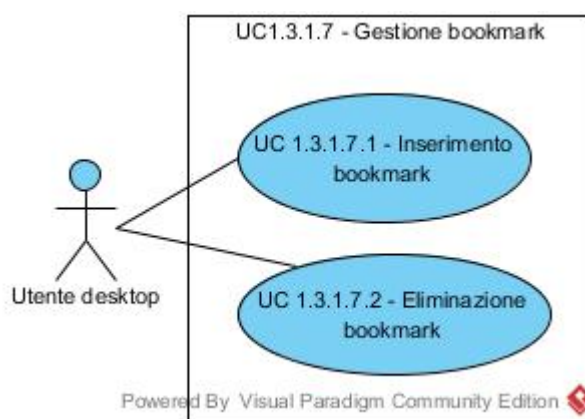 UC1.3.1.7 - Gestione bookmark
UC 1.3.1.7.1 - Inserimento
bookmark
Utente desktop
UC 1.3.1.7.2 - Eliminazione
bookmark
Powered By Visual Paradigm Community Edition